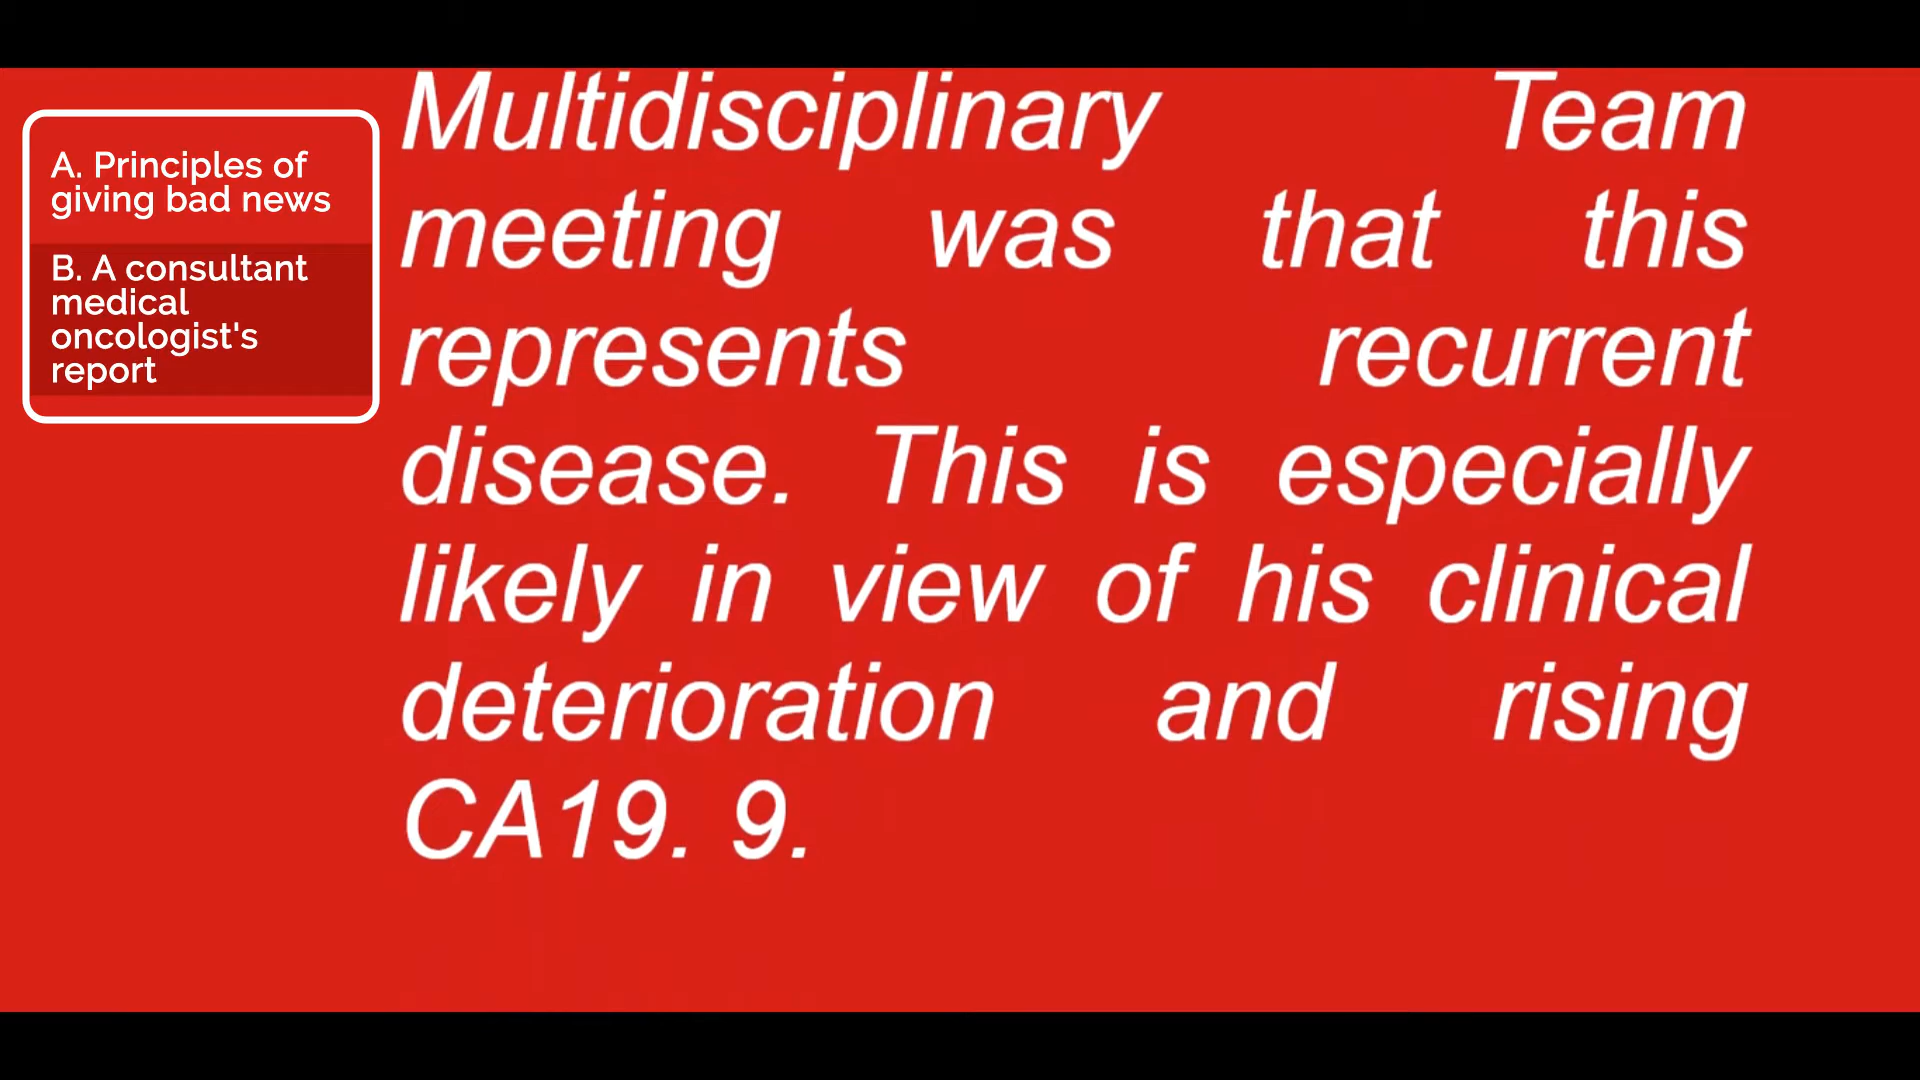 A. Principles of
giving bad news
B. A consultant
medical
oncologist's
report
Multidisciplinary Team
meeting was that this
represents recurrent
disease. This is especially
likely in view of his clinical
deterioration and rising
CA19. 9.